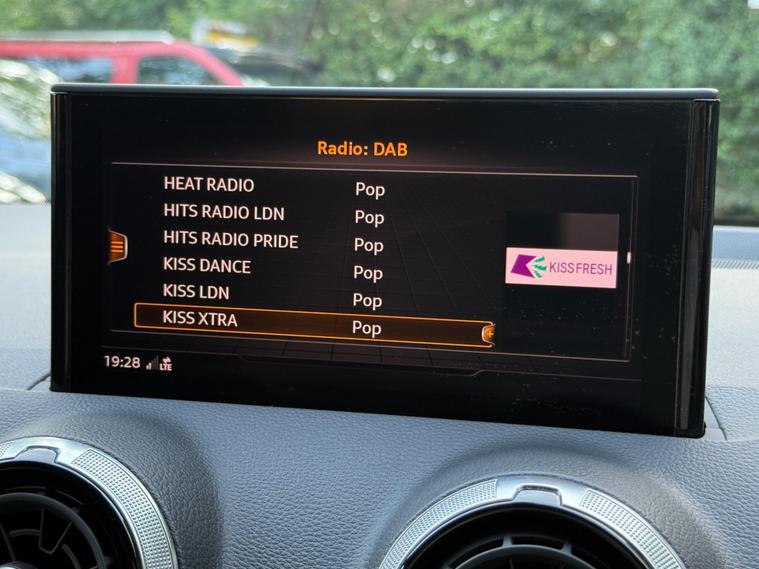 Radio: DAB
HEAT RADIO Pop
HITS RADIO LDN Pop
HITS RADIO PRIDE Pop
KISS DANCE Pop
KISS LDN Pop
KISS XTRA Pop
KISS FRESH
19:28 LTE